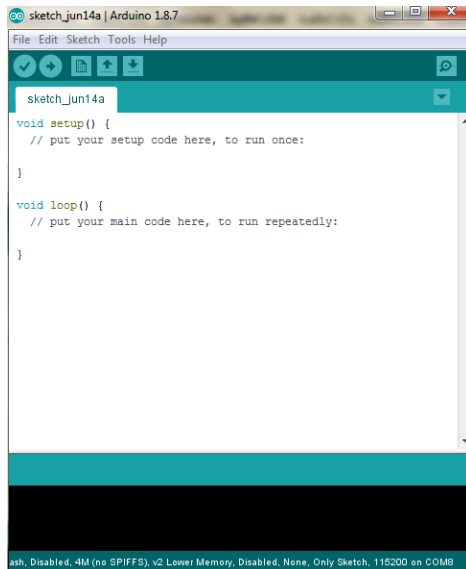 sketch_jun14a | Arduino 1.8.7
File Edit Sketch Tools Help
sketch_jun14a
void setup() {
  // put your setup code here, to run once:
}
void loop() {
  // put your main code here, to run repeatedly:
}
ash, Disabled, 4M (no SPIFFS), v2 Lower Memory, Disabled, None, Only Sketch, 115200 on COM8